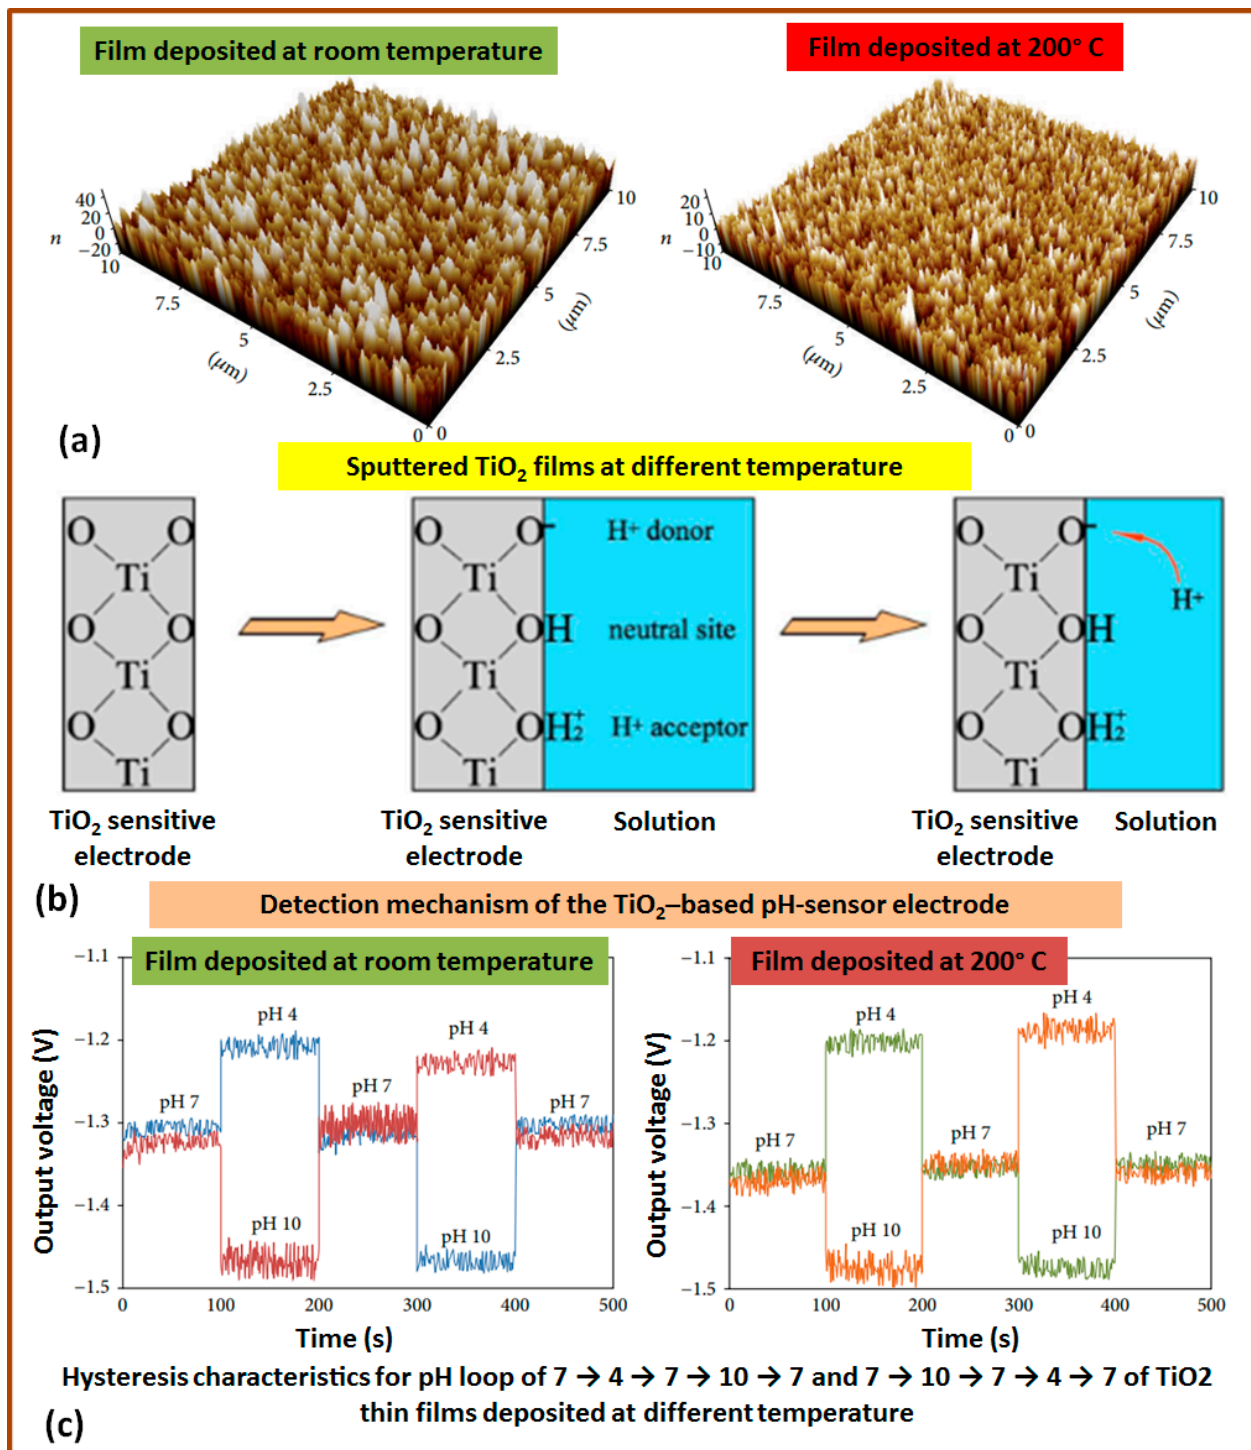 Film deposited at room temperature
Film deposited at 200° C
40
20
0
−20
n
10
7.5
5
2.5
0
(μm)
0
2.5
5
7.5
10
(μm)
20
10
0
−10
n
10
7.5
5
2.5
0
(μm)
0
2.5
5
7.5
10
(μm)
(a)
Sputtered TiO₂ films at different temperature
O O
Ti
O O
Ti
O O
Ti
O O⁻ H⁺ donor
Ti
O OH neutral site
Ti
O OH₂⁺ H⁺ acceptor
Ti
O O⁻
Ti H⁺
O OH
Ti
O OH₂⁺
Ti
TiO₂ sensitive
electrode
TiO₂ sensitive
electrode
Solution
TiO₂ sensitive
electrode
Solution
(b)
Detection mechanism of the TiO₂–based pH-sensor electrode
Film deposited at room temperature
−1.1
−1.2
−1.3
−1.4
−1.5
Output voltage (V)
pH 4
pH 4
pH 7
pH 7
pH 7
pH 10
pH 10
0 100 200 300 400 500
Time (s)
Film deposited at 200° C
−1.1
−1.2
−1.3
−1.4
−1.5
Output voltage (V)
pH 4
pH 4
pH 7
pH 7
pH 7
pH 10
pH 10
0 100 200 300 400 500
Time (s)
Hysteresis characteristics for pH loop of 7 → 4 → 7 → 10 → 7 and 7 → 10 → 7 → 4 → 7 of TiO2
thin films deposited at different temperature
(c)